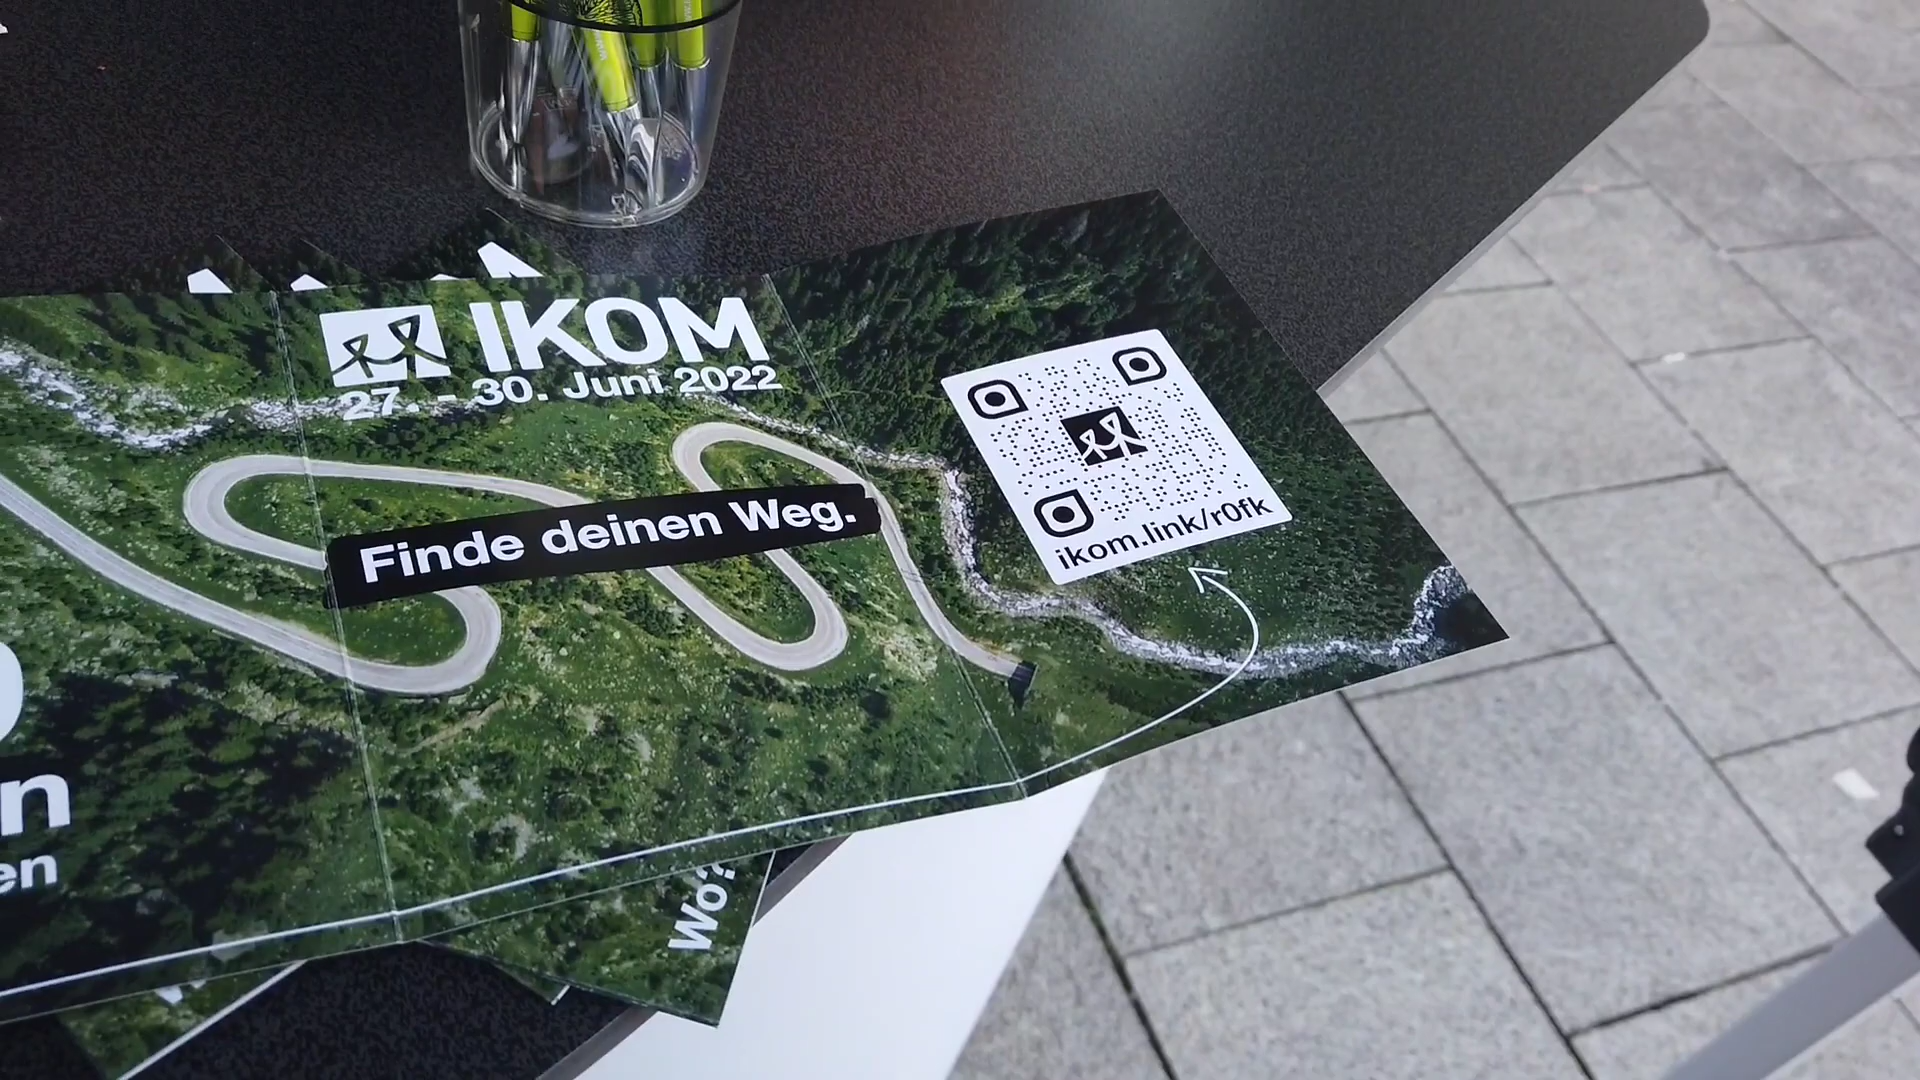 IKOM
27. - 30. Juni 2022
Finde deinen Weg.
ikom.link/r0fk
n
en
Wo?